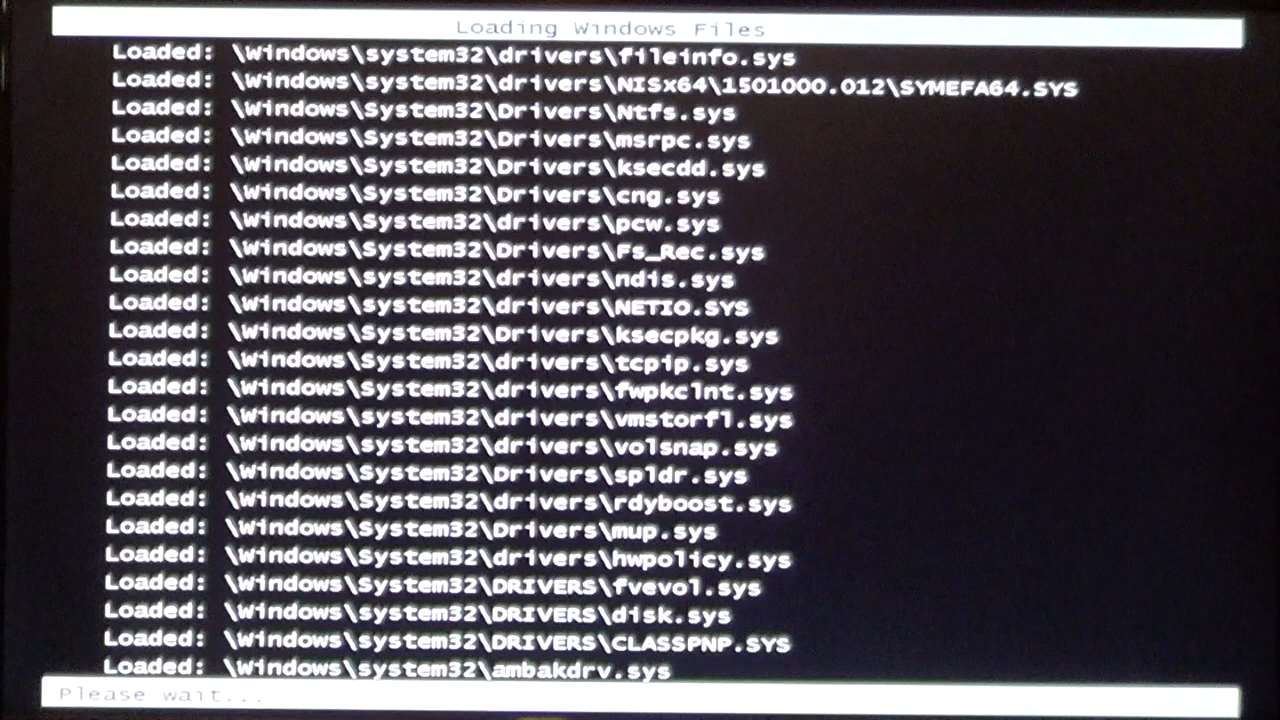 Loading Windows Files
Loaded: \Windows\system32\drivers\fileinfo.sys
Loaded: \Windows\system32\drivers\NISx64\1501000.012\SYMEFA64.SYS
Loaded: \Windows\System32\Drivers\Ntfs.sys
Loaded: \Windows\System32\Drivers\msrpc.sys
Loaded: \Windows\System32\Drivers\ksecdd.sys
Loaded: \Windows\System32\Drivers\cng.sys
Loaded: \Windows\System32\drivers\pcw.sys
Loaded: \Windows\System32\Drivers\Fs_Rec.sys
Loaded: \Windows\system32\drivers\ndis.sys
Loaded: \Windows\system32\drivers\NETIO.SYS
Loaded: \Windows\System32\Drivers\ksecpkg.sys
Loaded: \Windows\System32\drivers\tcpip.sys
Loaded: \Windows\System32\drivers\fwpkclnt.sys
Loaded: \Windows\system32\drivers\vmstorfl.sys
Loaded: \Windows\system32\drivers\volsnap.sys
Loaded: \Windows\System32\Drivers\spldr.sys
Loaded: \Windows\System32\drivers\rdyboost.sys
Loaded: \Windows\System32\Drivers\mup.sys
Loaded: \Windows\System32\drivers\hwpolicy.sys
Loaded: \Windows\System32\DRIVERS\fvevol.sys
Loaded: \Windows\system32\DRIVERS\disk.sys
Loaded: \Windows\system32\DRIVERS\CLASSPNP.SYS
Loaded: \Windows\system32\ambakdrv.sys
Please wait...